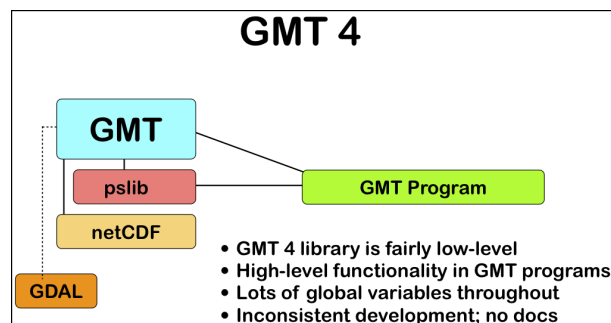 GMT 4
GMT
pslib
GMT Program
netCDF
GDAL
• GMT 4 library is fairly low-level
• High-level functionality in GMT programs
• Lots of global variables throughout
• Inconsistent development; no docs